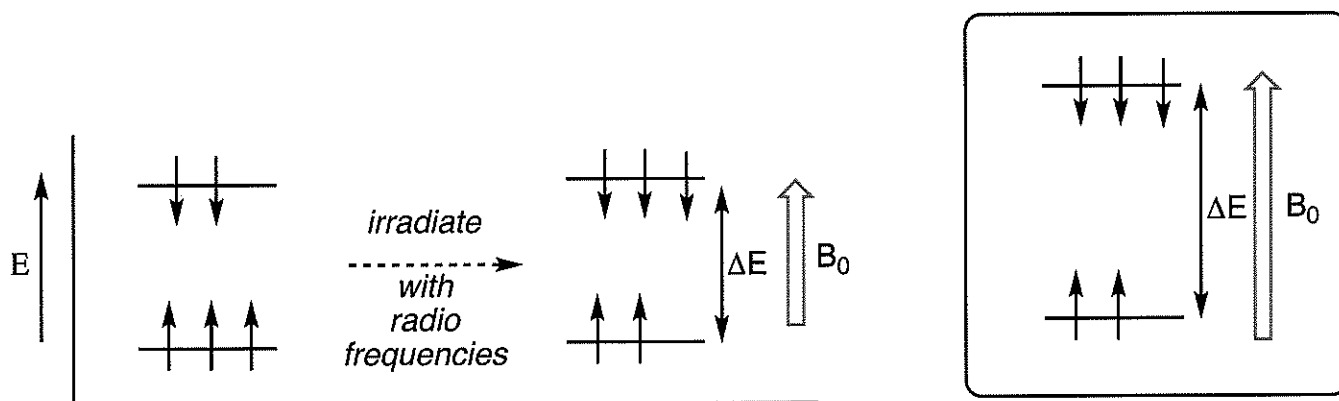 E
irradiate
with
radio
frequencies
ΔE
B₀
ΔE
B₀